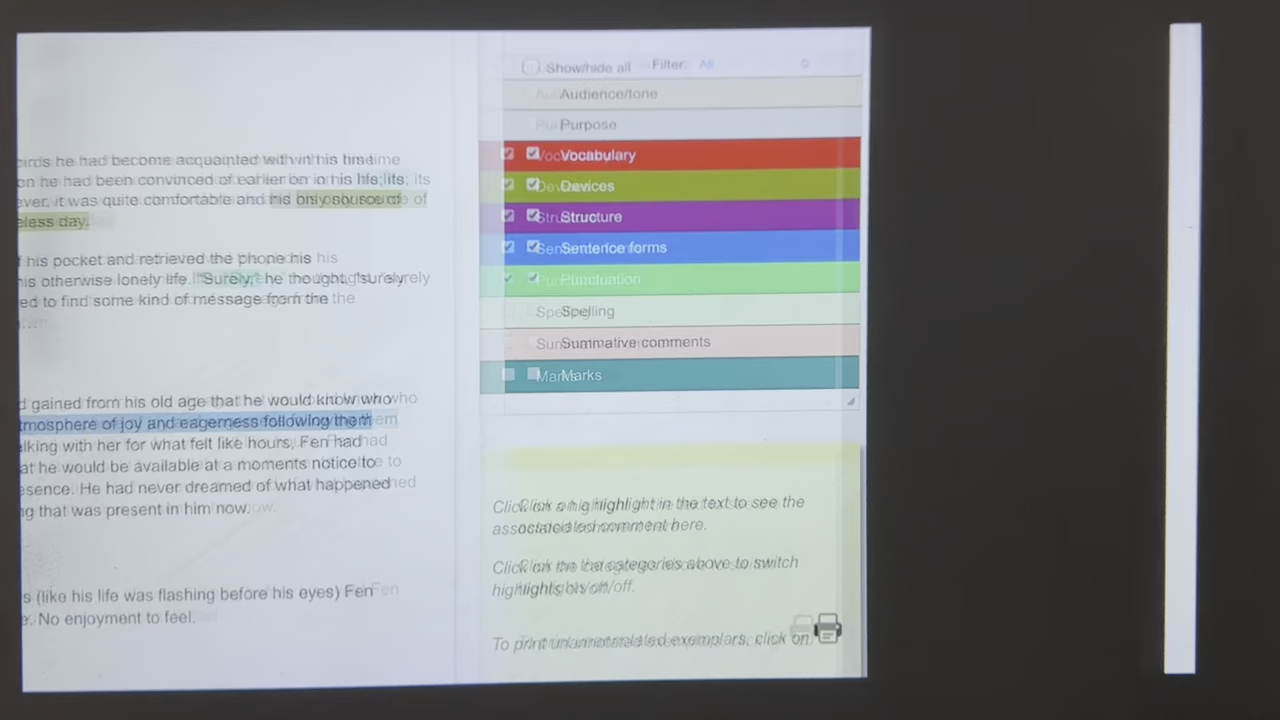 he had become acquainted with in his time
on he had been convinced of earlier on in his life; its
ever, it was quite comfortable and his only source of
eless day.
his pocket and retrieved the phone his
his otherwise lonely life. "Surely," he thought, "surely
ed to find some kind of message from the
d gained from his old age that he would know who
tmosphere of joy and eagerness following them
lking with her for what felt like hours, Fen had
at he would be available at a moments notice to
esence. He had never dreamed of what happened
ng that was present in him now.
s (like his life was flashing before his eyes) Fen
e. No enjoyment to feel.
Show/hide all Filter: All
Audience/tone
Purpose
Vocabulary
Devices
Structure
Sentence forms
Punctuation
Spelling
Summative comments
Marks
Click on a highlight in the text to see the
associated comment here.
Click on the categories above to switch
highlights on/off.
To print unannotated exemplars, click on